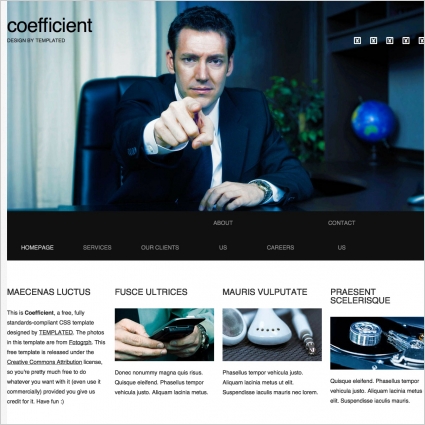 coefficient
DESIGN BY TEMPLATED
ABOUT
CONTACT
HOMEPAGE
SERVICES
OUR CLIENTS
US
CAREERS
US
MAECENAS LUCTUS
This is Coefficient, a free, fully
standards-compliant CSS template
designed by TEMPLATED. The photos
in this template are from Fotogrph. This
free template is released under the
Creative Commons Attribution license,
so you're pretty much free to do
whatever you want with it (even use it
commercially) provided you give us
credit for it. Have fun :)
FUSCE ULTRICES
Donec nonummy magna quis risus.
Quisque eleifend. Phasellus tempor
vehicula justo. Aliquam lacinia metus.
MAURIS VULPUTATE
Phasellus tempor vehicula justo.
Aliquam lacinia metus ut elit.
Suspendisse iaculis mauris nec lorem.
PRAESENT
SCELERISQUE
Quisque eleifend. Phasellus tempor
vehicula justo. Aliquam lacinia metus.
Suspendisse iaculis mauris.